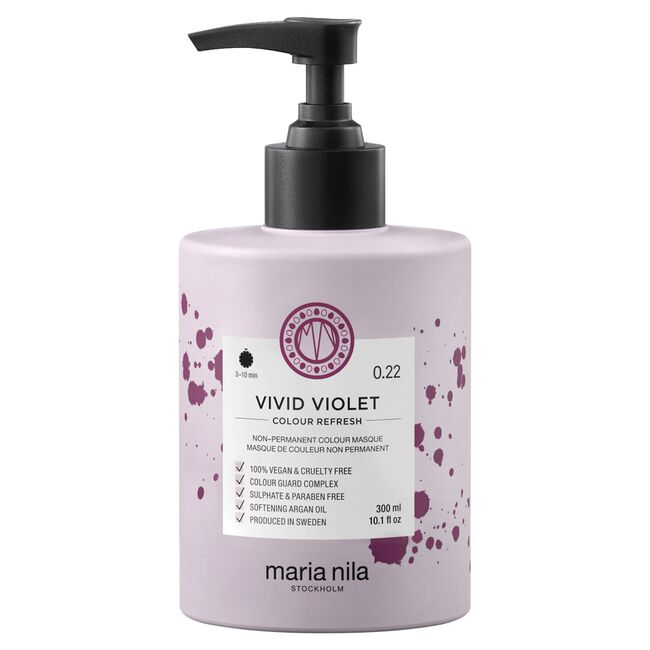 MN
3–10 min
0.22
VIVID VIOLET
COLOUR REFRESH
NON–PERMANENT COLOUR MASQUE
MASQUE DE COULEUR NON PERMANENT
100% VEGAN & CRUELTY FREE
COLOUR GUARD COMPLEX
SULPHATE & PARABEN FREE
SOFTENING ARGAN OIL
PRODUCED IN SWEDEN
300 ml
10.1 fl oz
maria nila
STOCKHOLM